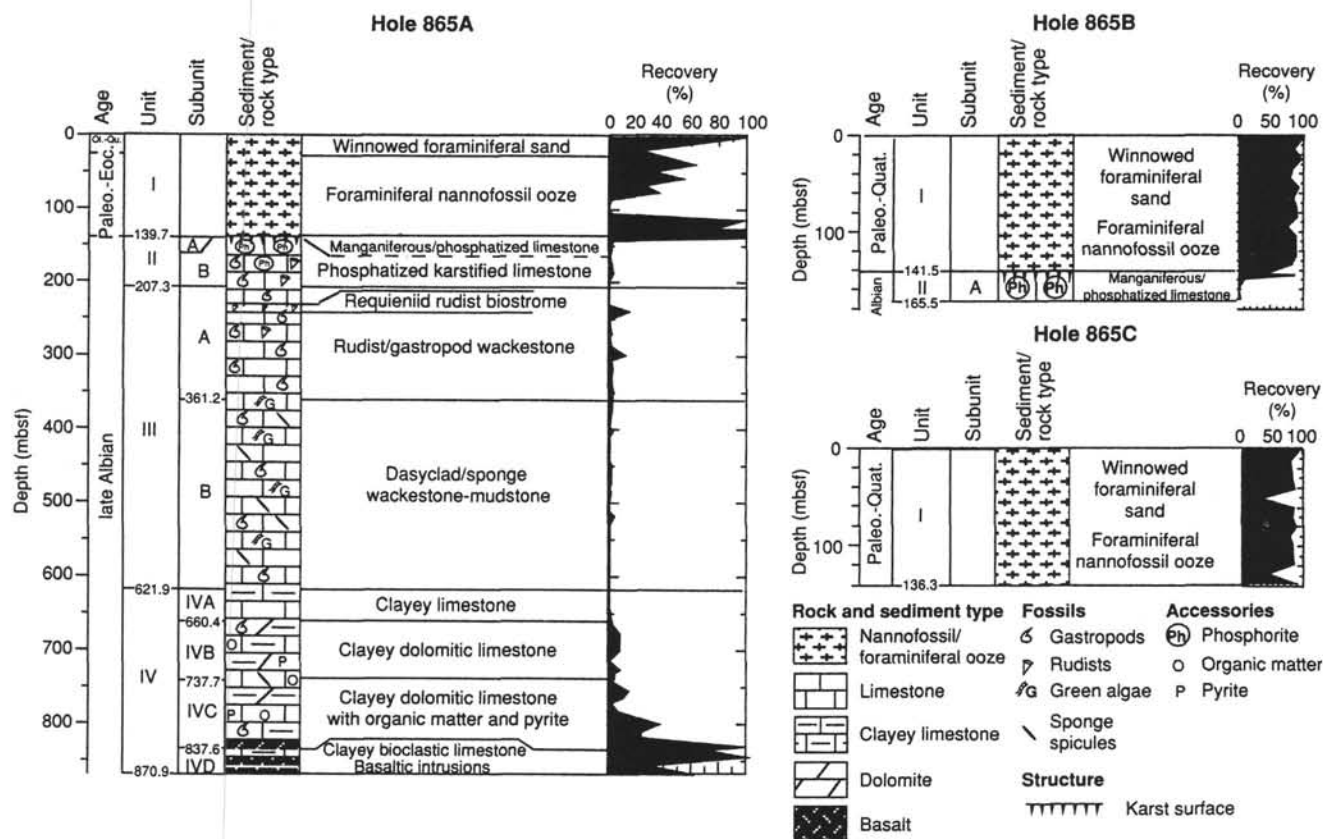 Hole 865A
Age
Unit
Subunit
Sediment/
rock type
Recovery
(%)
0 20 40 60 80 100
Depth (mbsf)
0
100
200
300
400
500
600
700
800
Ol.-Qu.
Paleo.-Eoc.
late Albian
I
139.7
II
A
B
207.3
III
A
361.2
B
621.9
IV
IVA
660.4
IVB
737.7
IVC
837.6
IVD
870.9
Ph
Ph
Ph
G
G
G
G
O
P
O
P
O
Winnowed foraminiferal sand
Foraminiferal nannofossil ooze
Manganiferous/phosphatized limestone
Phosphatized karstified limestone
Requieniid rudist biostrome
Rudist/gastropod wackestone
Dasyclad/sponge
wackestone-mudstone
Clayey limestone
Clayey dolomitic limestone
Clayey dolomitic limestone
with organic matter and pyrite
Clayey bioclastic limestone
Basaltic intrusions
Hole 865B
Age
Unit
Subunit
Sediment/
rock type
Recovery
(%)
0 50 100
Depth (mbsf)
0
100
Paleo.-Quat.
Albian
I
141.5
II
A
165.5
Ph
Ph
Winnowed
foraminiferal
sand
Foraminiferal
nannofossil ooze
Manganiferous/
phosphatized limestone
Hole 865C
Age
Unit
Subunit
Sediment/
rock type
Recovery
(%)
0 50 100
Depth (mbsf)
0
100
Paleo.-Quat.
I
136.3
Winnowed
foraminiferal
sand
Foraminiferal
nannofossil ooze
Rock and sediment type
Nannofossil/
foraminiferal ooze
Limestone
Clayey limestone
Dolomite
Basalt
Fossils
Gastropods
Rudists
G Green algae
Sponge
spicules
Accessories
Ph Phosphorite
O Organic matter
P Pyrite
Structure
Karst surface